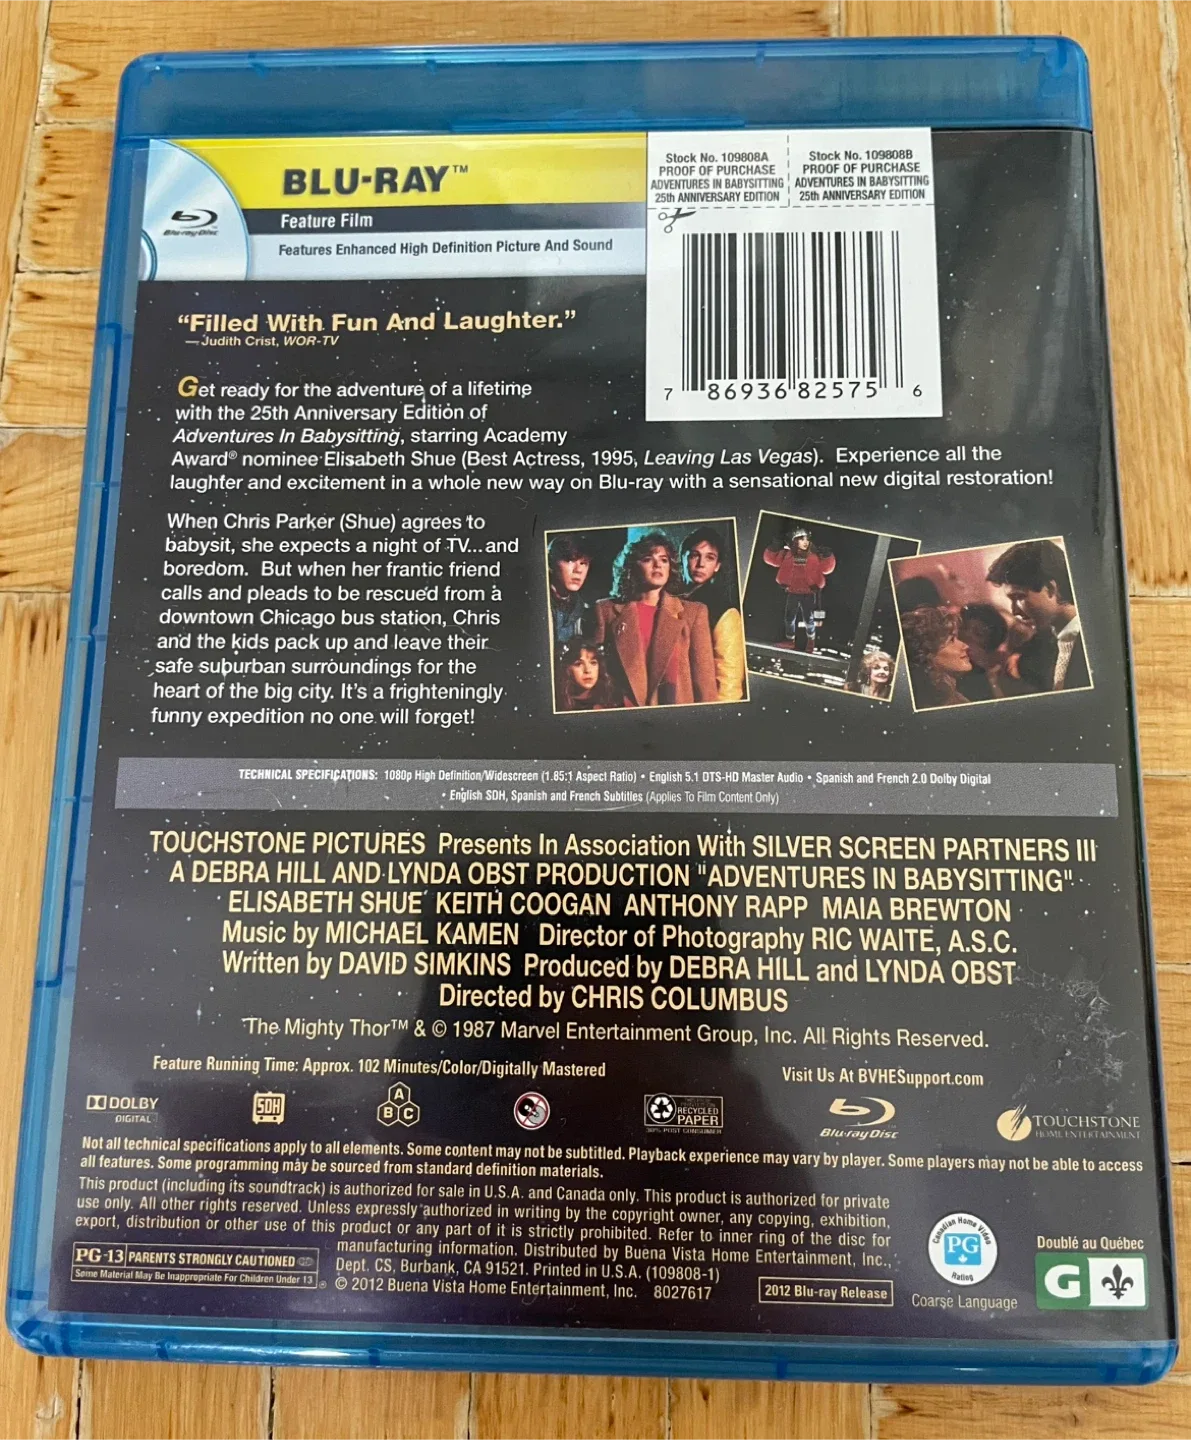 BLU-RAY™
Feature Film
Features Enhanced High Definition Picture And Sound
Blu-ray Disc
Stock No. 109808A
PROOF OF PURCHASE
ADVENTURES IN BABYSITTING
25th ANNIVERSARY EDITION
Stock No. 109808B
PROOF OF PURCHASE
ADVENTURES IN BABYSITTING
25th ANNIVERSARY EDITION
7 86936 82575 6
“Filled With Fun And Laughter.”
—Judith Crist, WOR-TV
Get ready for the adventure of a lifetime
with the 25th Anniversary Edition of
Adventures In Babysitting, starring Academy
Award® nominee Elisabeth Shue (Best Actress, 1995, Leaving Las Vegas). Experience all the
laughter and excitement in a whole new way on Blu-ray with a sensational new digital restoration!
When Chris Parker (Shue) agrees to
babysit, she expects a night of TV...and
boredom. But when her frantic friend
calls and pleads to be rescued from a
downtown Chicago bus station, Chris
and the kids pack up and leave their
safe suburban surroundings for the
heart of the big city. It's a frighteningly
funny expedition no one will forget!
TECHNICAL SPECIFICATIONS: 1080p High Definition/Widescreen (1.85:1 Aspect Ratio) • English 5.1 DTS-HD Master Audio • Spanish and French 2.0 Dolby Digital
• English SDH, Spanish and French Subtitles (Applies To Film Content Only)
TOUCHSTONE PICTURES Presents In Association With SILVER SCREEN PARTNERS III
A DEBRA HILL AND LYNDA OBST PRODUCTION "ADVENTURES IN BABYSITTING"
ELISABETH SHUE KEITH COOGAN ANTHONY RAPP MAIA BREWTON
Music by MICHAEL KAMEN Director of Photography RIC WAITE, A.S.C.
Written by DAVID SIMKINS Produced by DEBRA HILL and LYNDA OBST
Directed by CHRIS COLUMBUS
The Mighty Thor™ & © 1987 Marvel Entertainment Group, Inc. All Rights Reserved.
Feature Running Time: Approx. 102 Minutes/Color/Digitally Mastered
Visit Us At BVHESupport.com
DOLBY
DIGITAL
SDH
A
B C
RECYCLED
PAPER
30% POST CONSUMER
Blu-ray Disc
TOUCHSTONE
HOME ENTERTAINMENT
Not all technical specifications apply to all elements. Some content may not be subtitled. Playback experience may vary by player. Some players may not be able to access
all features. Some programming may be sourced from standard definition materials.
This product (including its soundtrack) is authorized for sale in U.S.A. and Canada only. This product is authorized for private
use only. All other rights reserved. Unless expressly authorized in writing by the copyright owner, any copying, exhibition,
export, distribution or other use of this product or any part of it is strictly prohibited. Refer to inner ring of the disc for
manufacturing information. Distributed by Buena Vista Home Entertainment, Inc.,
Dept. CS, Burbank, CA 91521. Printed in U.S.A. (109808-1)
© 2012 Buena Vista Home Entertainment, Inc. 8027617
PG-13 PARENTS STRONGLY CAUTIONED
Some Material May Be Inappropriate For Children Under 13 ®
2012 Blu-ray Release
Canadian Home Video
PG
Rating
Coarse Language
Doublé au Québec
G